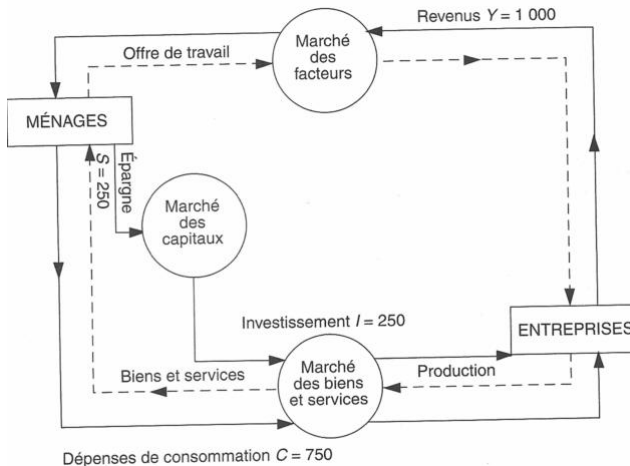 Revenus Y = 1 000
Offre de travail
Marché
des
facteurs
MÉNAGES
Épargne
S = 250
Marché
des
capitaux
Investissement I = 250
ENTREPRISES
Biens et services
Marché
des biens
et services
Production
Dépenses de consommation C = 750